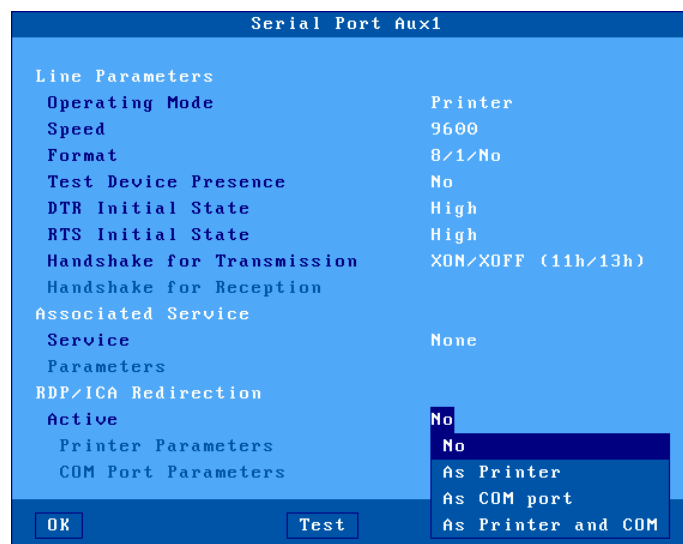 Serial Port Aux1
Line Parameters
Operating Mode Printer
Speed 9600
Format 8/1/No
Test Device Presence No
DTR Initial State High
RTS Initial State High
Handshake for Transmission XON/XOFF (11h/13h)
Handshake for Reception
Associated Service
Service None
Parameters
RDP/ICA Redirection
Active No
Printer Parameters No
COM Port Parameters As Printer
As COM port
OK Test As Printer and COM